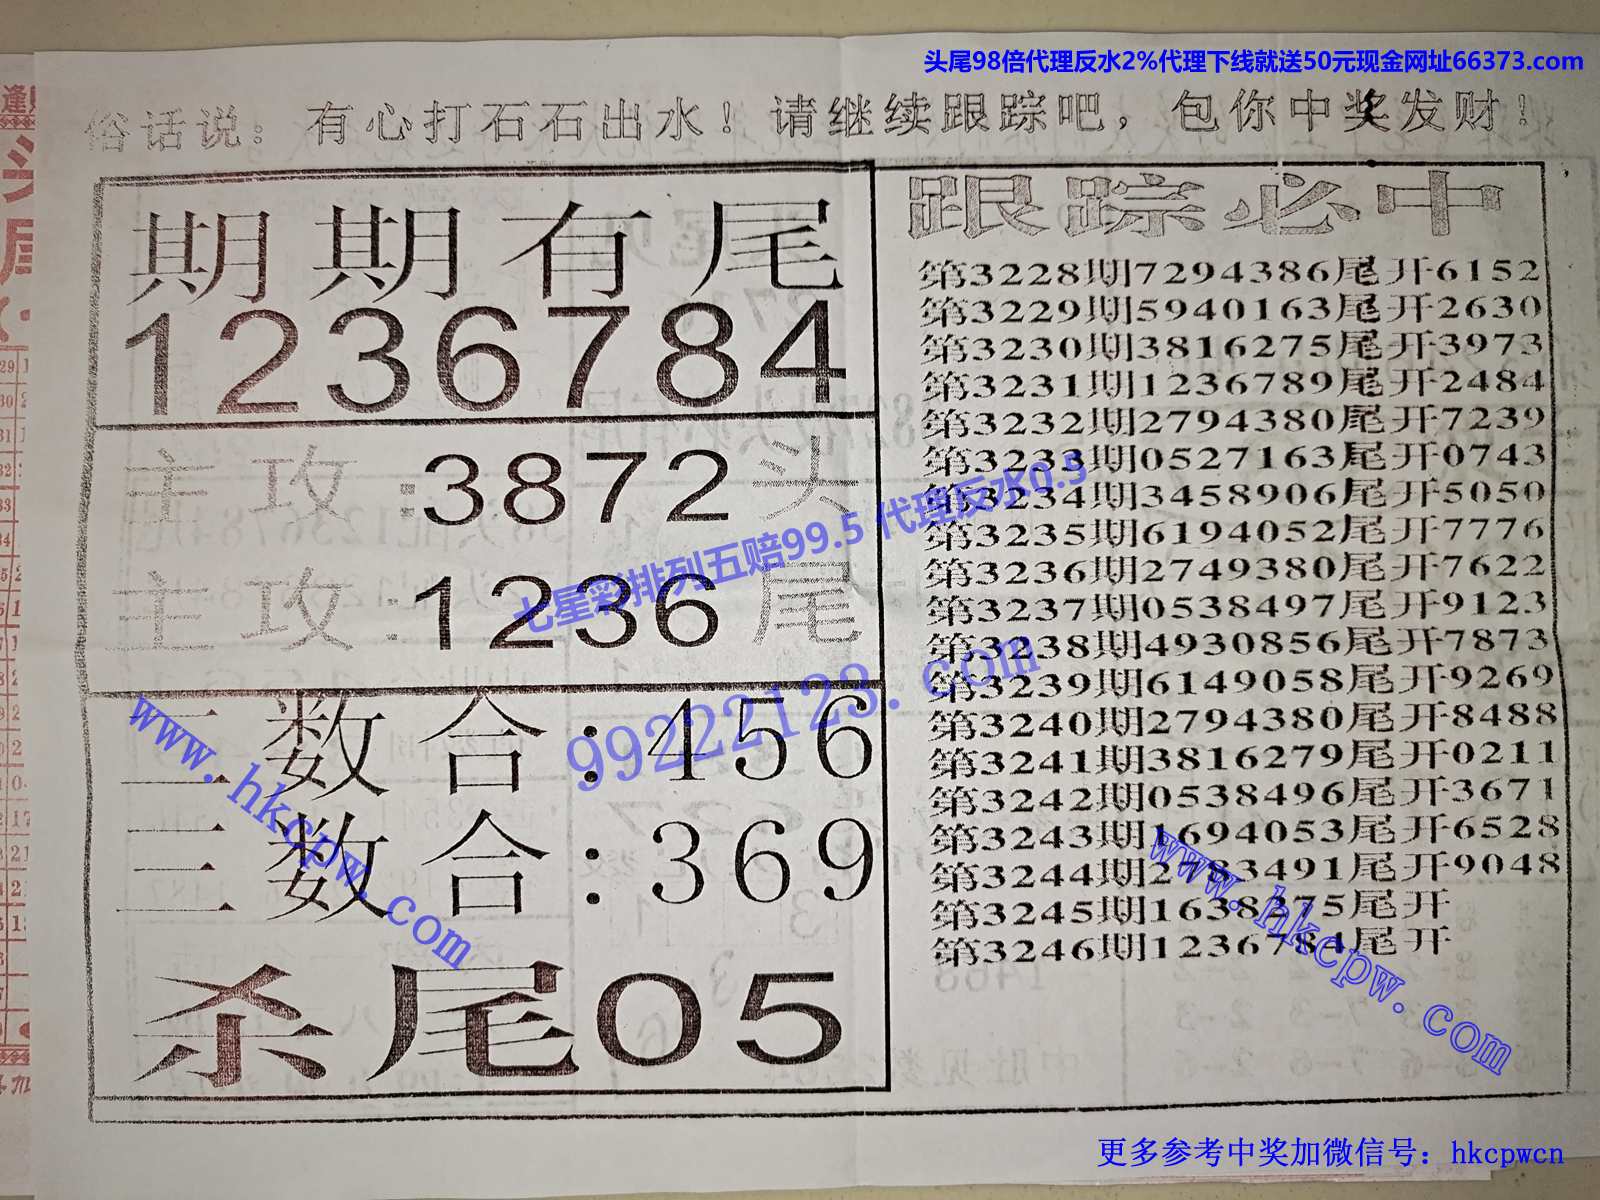 头尾98倍代理反水2%代理下线就送50元现金网址66373.com
俗话说：有心打石石出水！请继续跟踪吧，包你中奖发财！
期期有尾
1236784
主攻:3872头
主攻:1236尾
二数合:456
三数合:369
杀尾05
跟踪必中
第3228期7294386尾开6152
第3229期5940163尾开2630
第3230期3816275尾开3973
第3231期1236789尾开2484
第3232期2794380尾开7239
第3233期0527163尾开0743
第3234期3458906尾开5050
第3235期6194052尾开7776
第3236期2749380尾开7622
第3237期0538497尾开9123
第3238期4930856尾开7873
第3239期6149058尾开9269
第3240期2794380尾开8488
第3241期3816279尾开0211
第3242期0538496尾开3671
第3243期1694053尾开6528
第3244期2783491尾开9048
第3245期1638275尾开
第3246期1236784尾开
七星彩排列五赔99.5 代理反水0.5
99222123.com
www.hkcpw.com
www.hkcpw.com
更多参考中奖加微信号：hkcpwcn